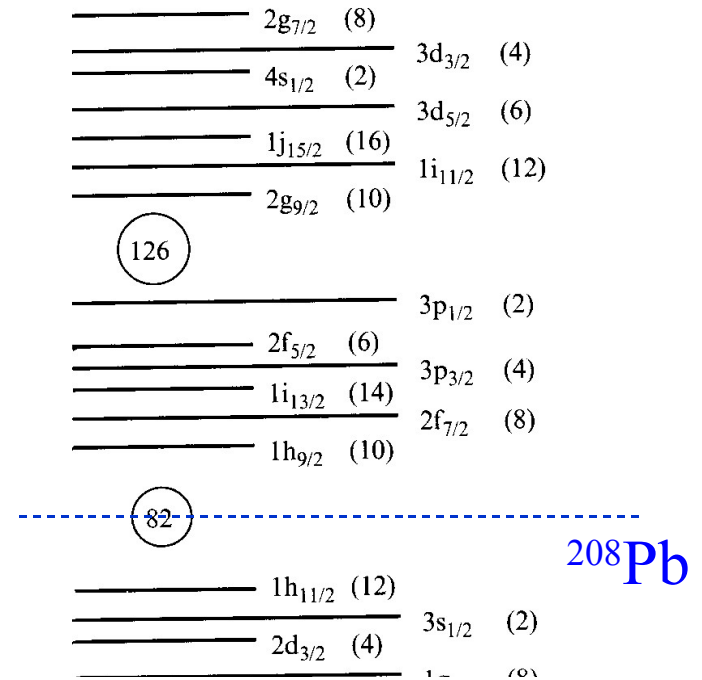 2g7/2 (8)
3d3/2 (4)
4s1/2 (2)
3d5/2 (6)
1j15/2 (16)
1i11/2 (12)
2g9/2 (10)
126
3p1/2 (2)
2f5/2 (6)
3p3/2 (4)
1i13/2 (14)
2f7/2 (8)
1h9/2 (10)
82
208Pb
1h11/2 (12)
3s1/2 (2)
2d3/2 (4)
(8)